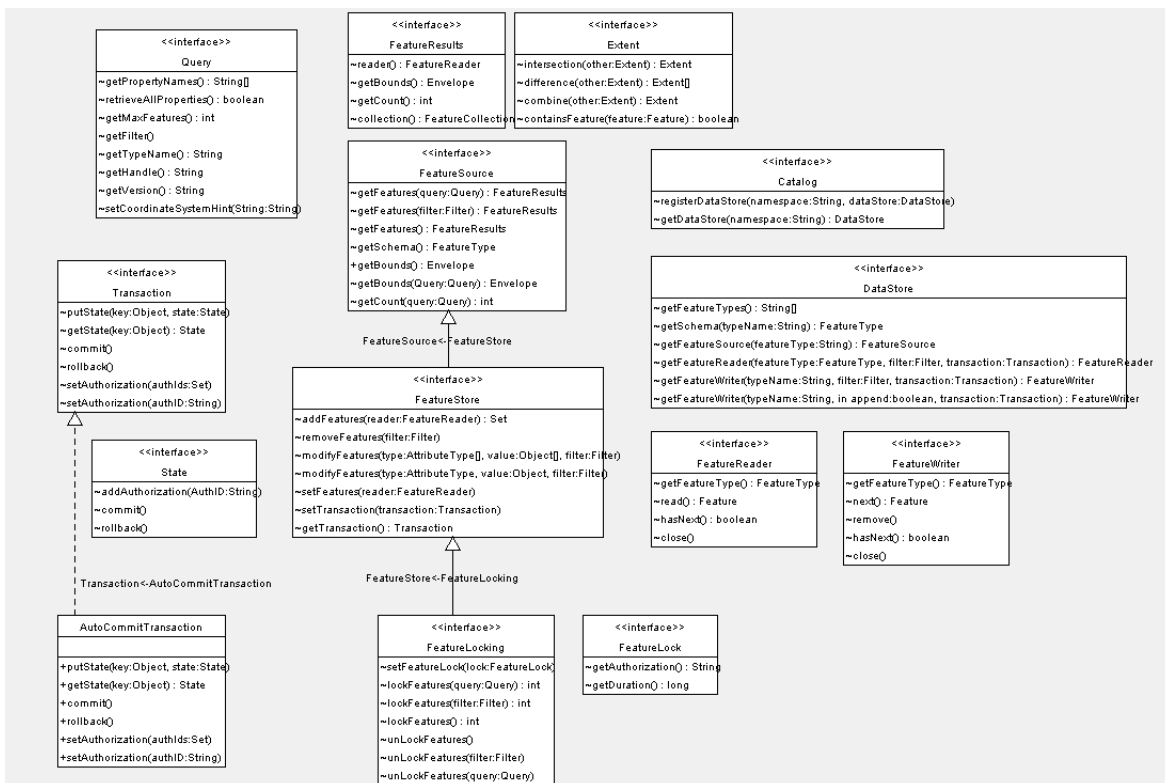 <<interface>>
Query
~getPropertyNames() : String[]
~retrieveAllProperties() : boolean
~getMaxFeatures() : int
~getFilter()
~getTypeName() : String
~getHandle() : String
~getVersion() : String
~setCoordinateSystemHint(String:String)
<<interface>>
FeatureResults
~reader() : FeatureReader
~getBounds() : Envelope
~getCount() : int
~collection() : FeatureCollection
<<interface>>
Extent
~intersection(other:Extent) : Extent
~difference(other:Extent) : Extent[]
~combine(other:Extent) : Extent
~containsFeature(feature:Feature) : boolean
<<interface>>
FeatureSource
~getFeatures(query:Query) : FeatureResults
~getFeatures(filter:Filter) : FeatureResults
~getFeatures() : FeatureResults
~getSchema() : FeatureType
+getBounds() : Envelope
~getBounds(Query:Query) : Envelope
~getCount(query:Query) : int
<<interface>>
Catalog
~registerDataStore(namespace:String, dataStore:DataStore)
~getDataStore(namespace:String) : DataStore
<<interface>>
Transaction
~putState(key:Object, state:State)
~getState(key:Object) : State
~commit()
~rollback()
~setAuthorization(authIds:Set)
~setAuthorization(authID:String)
<<interface>>
DataStore
~getFeatureTypes() : String[]
~getSchema(typeName:String) : FeatureType
~getFeatureSource(featureType:String) : FeatureSource
~getFeatureReader(featureType:FeatureType, filter:Filter, transaction:Transaction) : FeatureReader
~getFeatureWriter(typeName:String, filter:Filter, transaction:Transaction) : FeatureWriter
~getFeatureWriter(typeName:String, in append:boolean, transaction:Transaction) : FeatureWriter
FeatureSource<-FeatureStore
<<interface>>
FeatureStore
~addFeatures(reader:FeatureReader) : Set
~removeFeatures(filter:Filter)
~modifyFeatures(type:AttributeType[], value:Object[], filter:Filter)
~modifyFeatures(type:AttributeType, value:Object, filter:Filter)
~setFeatures(reader:FeatureReader)
~setTransaction(transaction:Transaction)
~getTransaction() : Transaction
<<interface>>
State
~addAuthorization(AuthID:String)
~commit()
~rollback()
<<interface>>
FeatureReader
~getFeatureType() : FeatureType
~read() : Feature
~hasNext() : boolean
~close()
<<interface>>
FeatureWriter
~getFeatureType() : FeatureType
~next() : Feature
~remove()
~hasNext() : boolean
~close()
Transaction<-AutoCommitTransaction
FeatureStore<-FeatureLocking
AutoCommitTransaction
+putState(key:Object, state:State)
+getState(key:Object) : State
+commit()
+rollback()
+setAuthorization(authIds:Set)
+setAuthorization(authID:String)
<<interface>>
FeatureLocking
~setFeatureLock(lock:FeatureLock)
~lockFeatures(query:Query) : int
~lockFeatures(filter:Filter) : int
~lockFeatures() : int
~unLockFeatures()
~unLockFeatures(filter:Filter)
~unLockFeatures(query:Query)
<<interface>>
FeatureLock
~getAuthorization() : String
~getDuration() : long